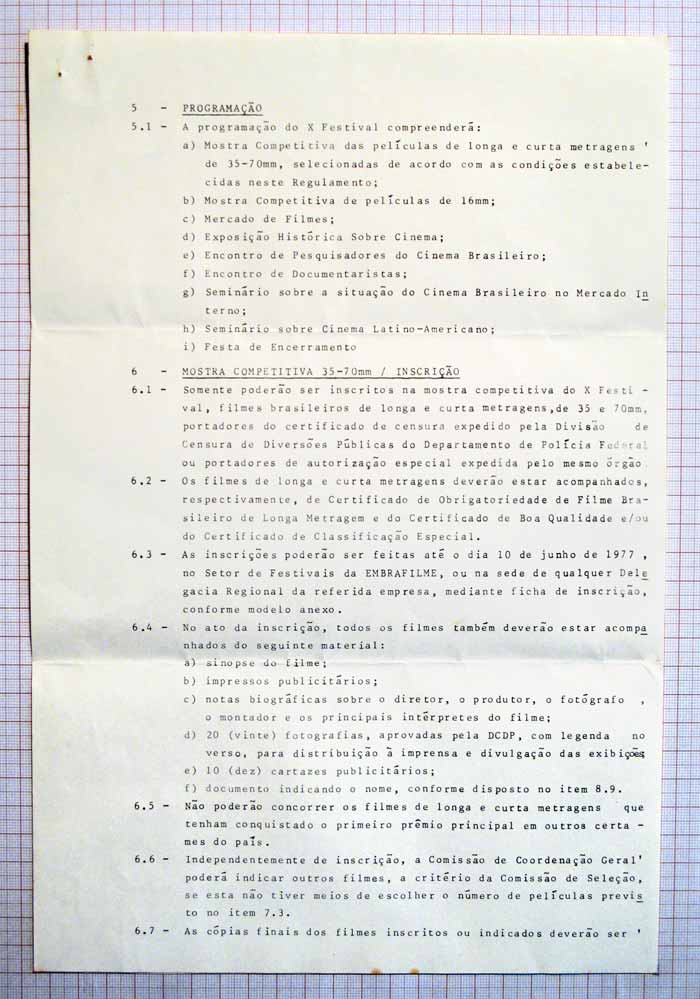 5 - PROGRAMAÇÃO
5.1 - A programação do X Festival compreenderá:
a) Mostra Competitiva das películas de longa e curta metragens '
de 35-70mm, selecionadas de acordo com as condições estabele-
cidas neste Regulamento;
b) Mostra Competitiva de películas de 16mm;
c) Mercado de Filmes;
d) Exposição Histórica Sobre Cinema;
e) Encontro de Pesquisadores do Cinema Brasileiro;
f) Encontro de Documentaristas;
g) Seminário sobre a situação do Cinema Brasileiro no Mercado In
terno;
h) Seminário sobre Cinema Latino-Americano;
i) Festa de Encerramento
6 - MOSTRA COMPETITIVA 35-70mm / INSCRIÇÃO
6.1 - Somente poderão ser inscritos na mostra competitiva do X Festi -
val, filmes brasileiros de longa e curta metragens,de 35 e 70mm,
portadores do certificado de censura expedido pela Divisão de
Censura de Diversões Públicas do Departamento de Polícia Federal
ou portadores de autorização especial expedida pelo mesmo órgão.
6.2 - Os filmes de longa e curta metragens deverão estar acompanhados,
respectivamente, de Certificado de Obrigatoriedade de Filme Bra-
sileiro de Longa Metragem e do Certificado de Boa Qualidade e/ou
do Certificado de Classificação Especial.
6.3 - As inscrições poderão ser feitas até o dia 10 de junho de 1977 ,
no Setor de Festivais da EMBRAFILME, ou na sede de qualquer Dele
gacia Regional da referida empresa, mediante ficha de inscrição,
conforme modelo anexo.
6.4 - No ato da inscrição, todos os filmes também deverão estar acompa
nhados do seguinte material:
a) sinopse do filme;
b) impressos publicitários;
c) notas biográficas sobre o diretor, o produtor, o fotógrafo ,
o montador e os principais intérpretes do filme;
d) 20 (vinte) fotografias, aprovadas pela DCDP, com legenda no
verso, para distribuição à imprensa e divulgação das exibições;
e) 10 (dez) cartazes publicitários;
f) documento indicando o nome, conforme disposto no item 8.9.
6.5 - Não poderão concorrer os filmes de longa e curta metragens que
tenham conquistado o primeiro prêmio principal em outros certa -
mes do país.
6.6 - Independentemente de inscrição, a Comissão de Coordenação Geral'
poderá indicar outros filmes, a critério da Comissão de Seleção,
se esta não tiver meios de escolher o número de películas previs
to no item 7.3.
6.7 - As cópias finais dos filmes inscritos ou indicados deverão ser '